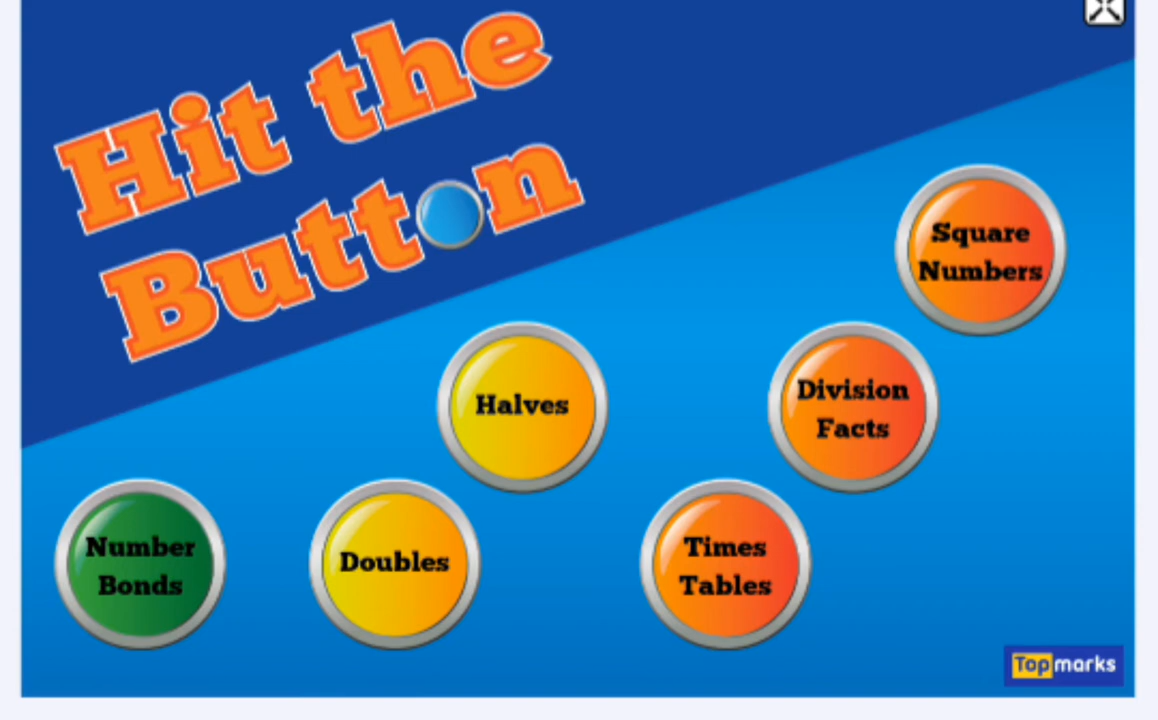 Hit the
Button
Square
Numbers
Halves
Division
Facts
Number
Bonds
Doubles
Times
Tables
Topmarks